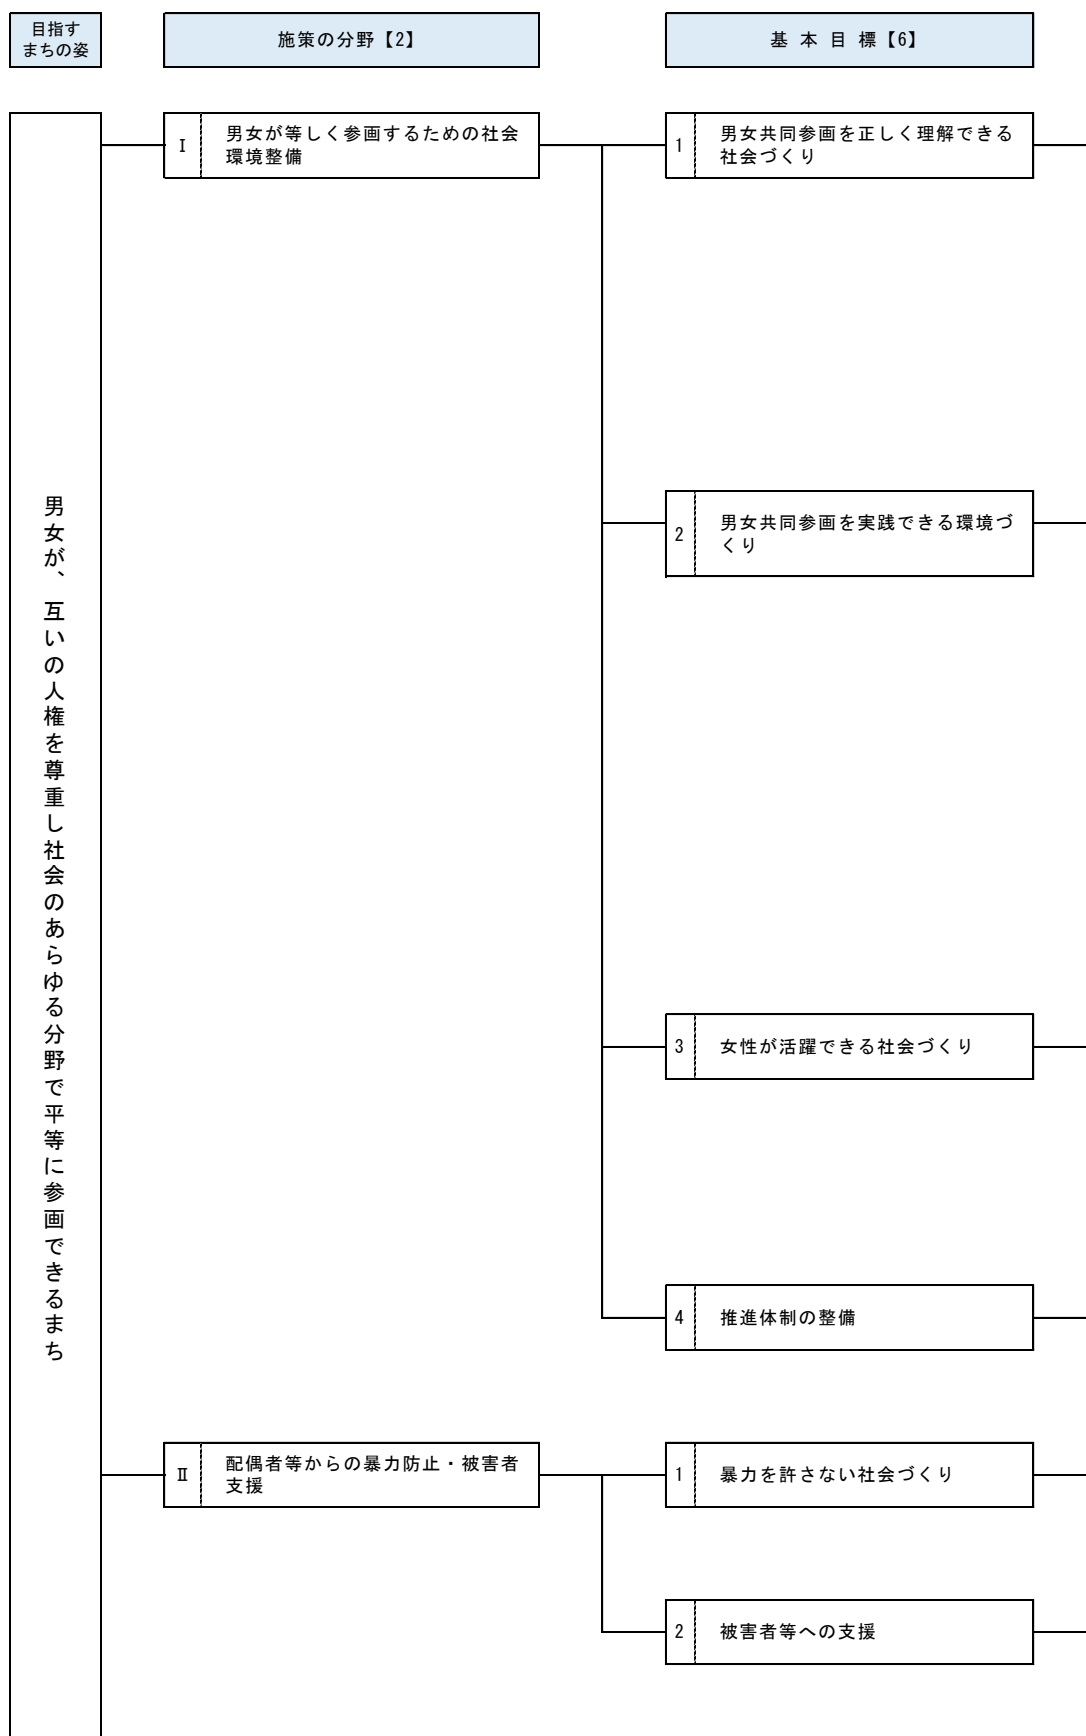 目指す
まちの姿
施策の分野【2】
基 本 目 標【6】
男女が、互いの人権を尊重し社会のあらゆる分野で平等に参画できるまち
Ⅰ
男女が等しく参画するための社会
環境整備
1
男女共同参画を正しく理解できる
社会づくり
2
男女共同参画を実践できる環境づ
くり
3
女性が活躍できる社会づくり
4
推進体制の整備
Ⅱ
配偶者等からの暴力防止・被害者
支援
1
暴力を許さない社会づくり
2
被害者等への支援